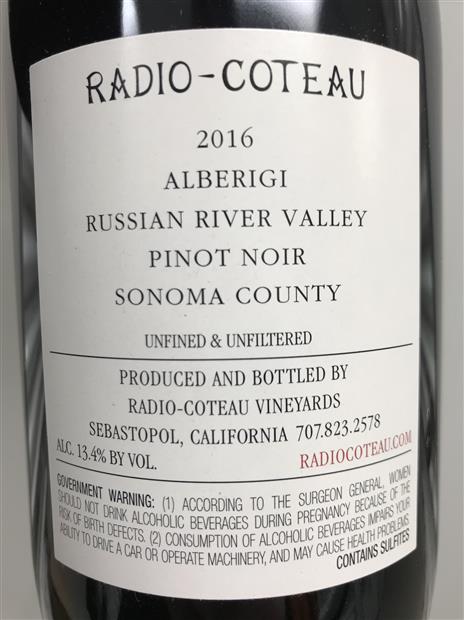 RADIO-COTEAU
2016
ALBERIGI
RUSSIAN RIVER VALLEY
PINOT NOIR
SONOMA COUNTY
UNFINED & UNFILTERED
PRODUCED AND BOTTLED BY
RADIO-COTEAU VINEYARDS
SEBASTOPOL, CALIFORNIA 707.823.2578
ALC. 13.4% BY VOL. RADIOCOTEAU.COM
GOVERNMENT WARNING: (1) ACCORDING TO THE SURGEON GENERAL, WOMEN
SHOULD NOT DRINK ALCOHOLIC BEVERAGES DURING PREGNANCY BECAUSE OF THE
RISK OF BIRTH DEFECTS. (2) CONSUMPTION OF ALCOHOLIC BEVERAGES IMPAIRS YOUR
ABILITY TO DRIVE A CAR OR OPERATE MACHINERY, AND MAY CAUSE HEALTH PROBLEMS.
CONTAINS SULFITES